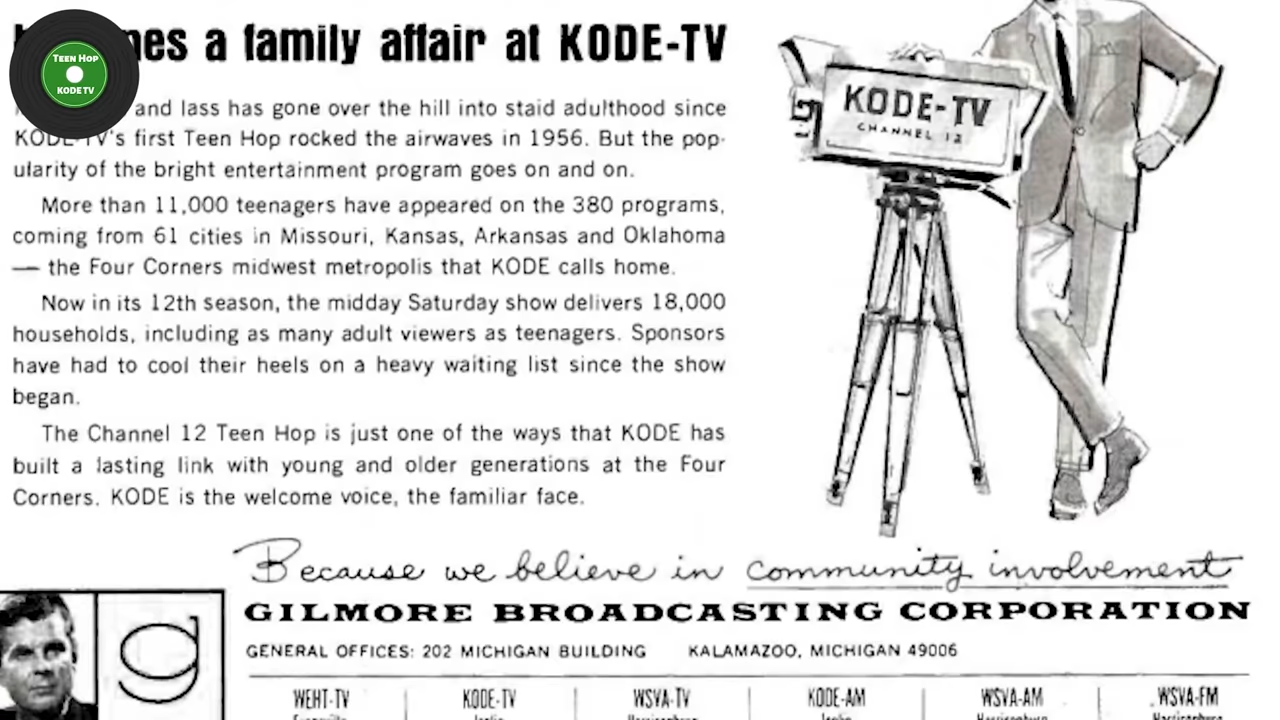 TEEN HOP
KODE TV
a family affair at KODE-TV
and lass has gone over the hill into staid adulthood since
KODE-TV's first Teen Hop rocked the airwaves in 1956. But the pop-
ularity of the bright entertainment program goes on and on.
More than 11,000 teenagers have appeared on the 380 programs,
coming from 61 cities in Missouri, Kansas, Arkansas and Oklahoma
— the Four Corners midwest metropolis that KODE calls home.
Now in its 12th season, the midday Saturday show delivers 18,000
households, including as many adult viewers as teenagers. Sponsors
have had to cool their heels on a heavy waiting list since the show
began.
The Channel 12 Teen Hop is just one of the ways that KODE has
built a lasting link with young and older generations at the Four
Corners. KODE is the welcome voice, the familiar face.
KODE-TV
CHANNEL 12
Because we believe in community involvement
GILMORE BROADCASTING CORPORATION
GENERAL OFFICES: 202 MICHIGAN BUILDING KALAMAZOO, MICHIGAN 49006
g
WEHT-TV KODE-TV WSVA-TV KODE-AM WSVA-AM WSVA-FM